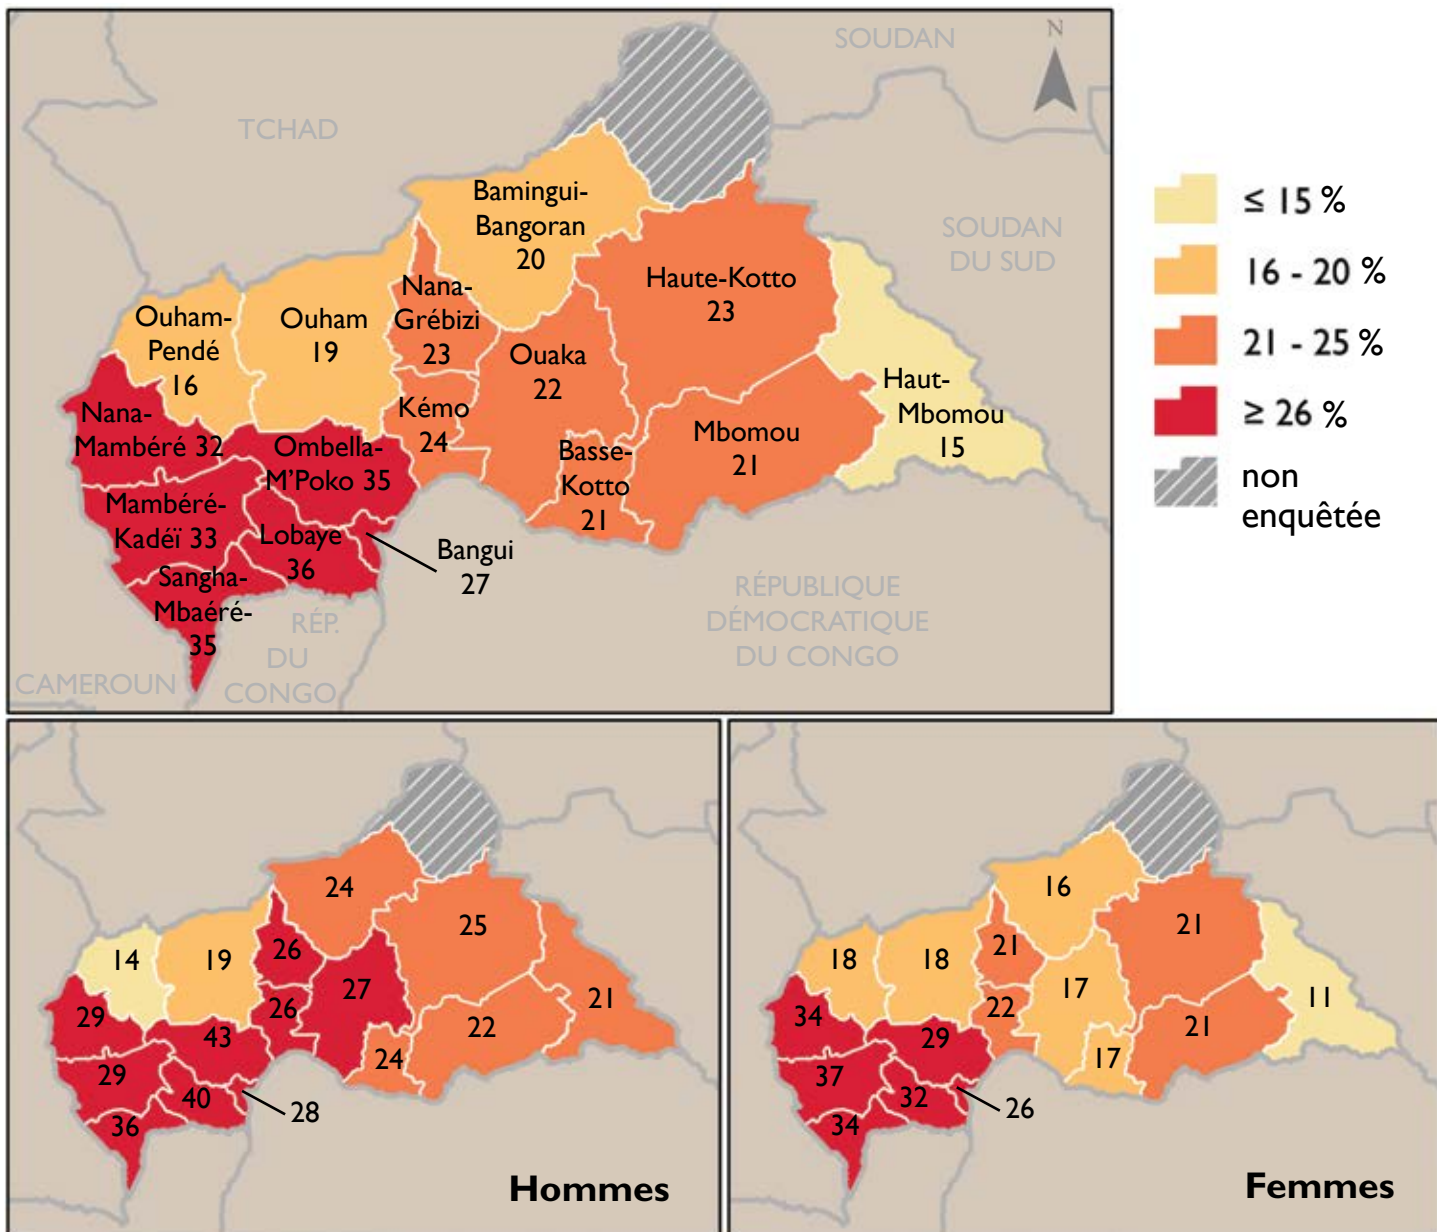 N
SOUDAN
TCHAD
SOUDAN
DU SUD
Bamingui-
Bangoran
20
Haute-Kotto
23
Nana-
Grébizi
23
Ouham-
Pendé
16
Ouham
19
Ouaka
22
Haut-
Mbomou
15
Kémo
24
Nana-
Mambéré 32
Ombella-
M'Poko 35
Mbomou
21
Basse-
Kotto
21
Mambéré-
Kadéï 33
Lobaye
36
Bangui
27
Sangha-
Mbaéré-
35
RÉP.
DU
CONGO
RÉPUBLIQUE
DÉMOCRATIQUE
DU CONGO
CAMEROUN
≤ 15 %
16 - 20 %
21 - 25 %
≥ 26 %
non
enquêtée
24
25
14
19
26
27
21
26
29
43
22
24
29
40
28
36
Hommes
16
21
18
18
21
17
11
22
34
29
21
17
37
32
26
34
Femmes